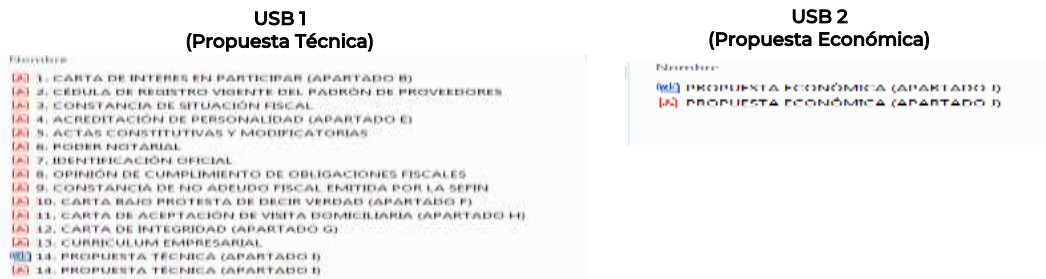 USB 1
(Propuesta Técnica)
Nombre
1. CARTA DE INTERES EN PARTICIPAR (APARTADO B)
2. CÉDULA DE REGISTRO VIGENTE DEL PADRÓN DE PROVEEDORES
3. CONSTANCIA DE SITUACIÓN FISCAL
4. ACREDITACIÓN DE PERSONALIDAD (APARTADO E)
5. ACTAS CONSTITUTIVAS Y MODIFICATORIAS
6. PODER NOTARIAL
7. IDENTIFICACIÓN OFICIAL
8. OPINIÓN DE CUMPLIMIENTO DE OBLIGACIONES FISCALES
9. CONSTANCIA DE NO ADEUDO FISCAL EMITIDA POR LA SEFIN
10. CARTA BAJO PROTESTA DE DECIR VERDAD (APARTADO F)
11. CARTA DE ACEPTACIÓN DE VISITA DOMICILIARIA (APARTADO H)
12. CARTA DE INTEGRIDAD (APARTADO G)
13. CURRICULUM EMPRESARIAL
14. PROPUESTA TÉCNICA (APARTADO I)
14. PROPUESTA TÉCNICA (APARTADO I)
USB 2
(Propuesta Económica)
Nombre
PROPUESTA ECONÓMICA (APARTADO J)
PROPUESTA ECONÓMICA (APARTADO J)